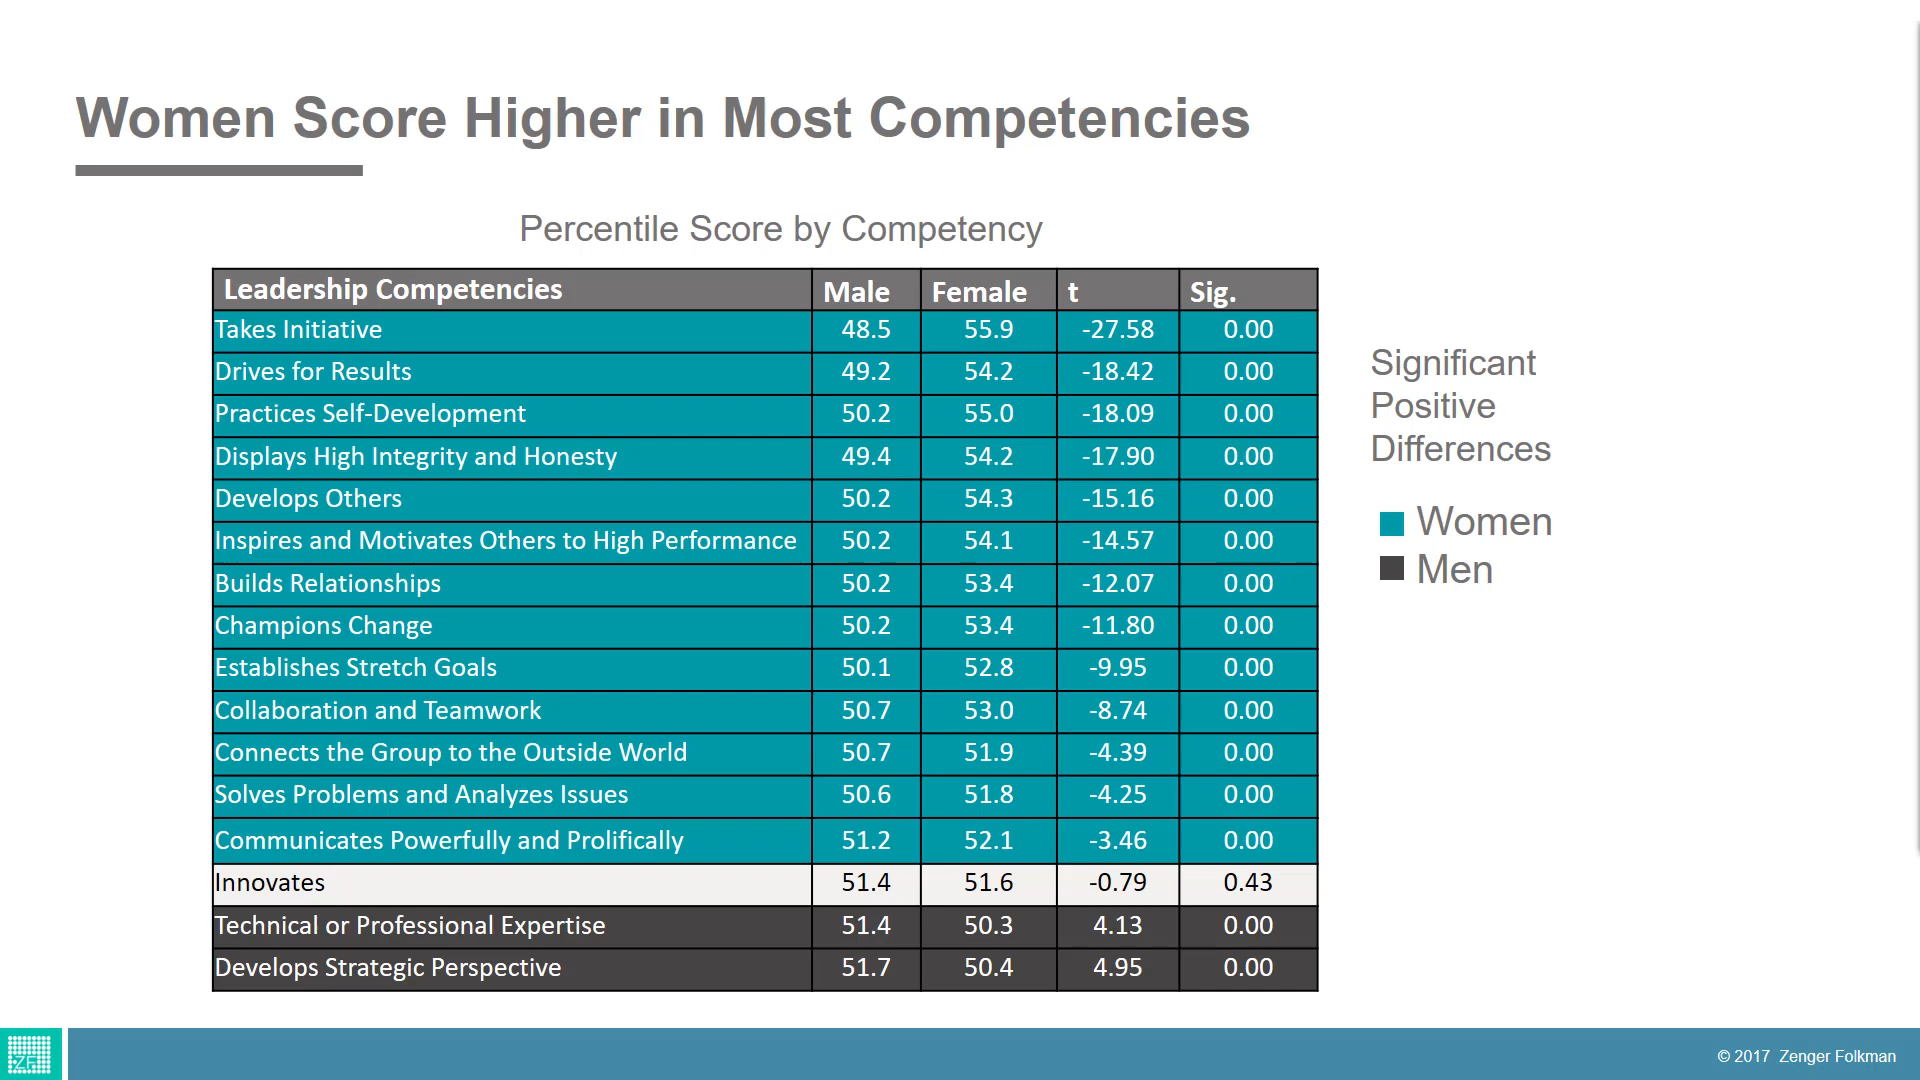 Women Score Higher in Most Competencies
Percentile Score by Competency
Leadership Competencies Male Female t Sig.
Takes Initiative 48.5 55.9 -27.58 0.00
Drives for Results 49.2 54.2 -18.42 0.00
Practices Self-Development 50.2 55.0 -18.09 0.00
Displays High Integrity and Honesty 49.4 54.2 -17.90 0.00
Develops Others 50.2 54.3 -15.16 0.00
Inspires and Motivates Others to High Performance 50.2 54.1 -14.57 0.00
Builds Relationships 50.2 53.4 -12.07 0.00
Champions Change 50.2 53.4 -11.80 0.00
Establishes Stretch Goals 50.1 52.8 -9.95 0.00
Collaboration and Teamwork 50.7 53.0 -8.74 0.00
Connects the Group to the Outside World 50.7 51.9 -4.39 0.00
Solves Problems and Analyzes Issues 50.6 51.8 -4.25 0.00
Communicates Powerfully and Prolifically 51.2 52.1 -3.46 0.00
Innovates 51.4 51.6 -0.79 0.43
Technical or Professional Expertise 51.4 50.3 4.13 0.00
Develops Strategic Perspective 51.7 50.4 4.95 0.00
Significant
Positive
Differences
Women
Men
ZF
© 2017 Zenger Folkman